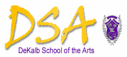 DSA
DeKalb School of the Arts